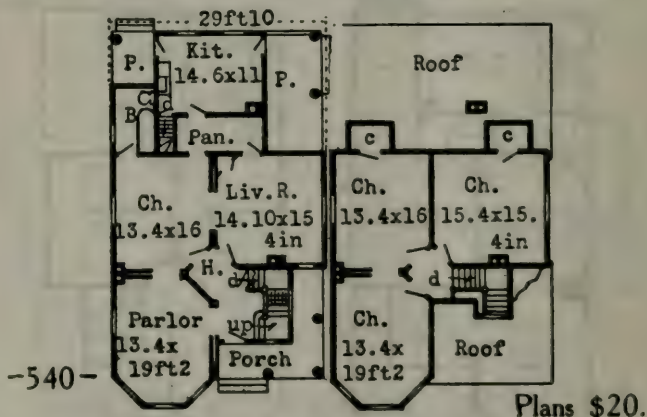 29ft10
P.
Kit.
14.6x11
P.
Roof
C.
d
B
Pan.
c
c
Ch.
13.4x16
Liv.R.
14.10x15
4in
Ch.
13.4x16
Ch.
15.4x15.
4in
H.
d
d
Parlor
13.4x
19ft2
up
Porch
Ch.
13.4x
19ft2
Roof
-540-
Plans $20.